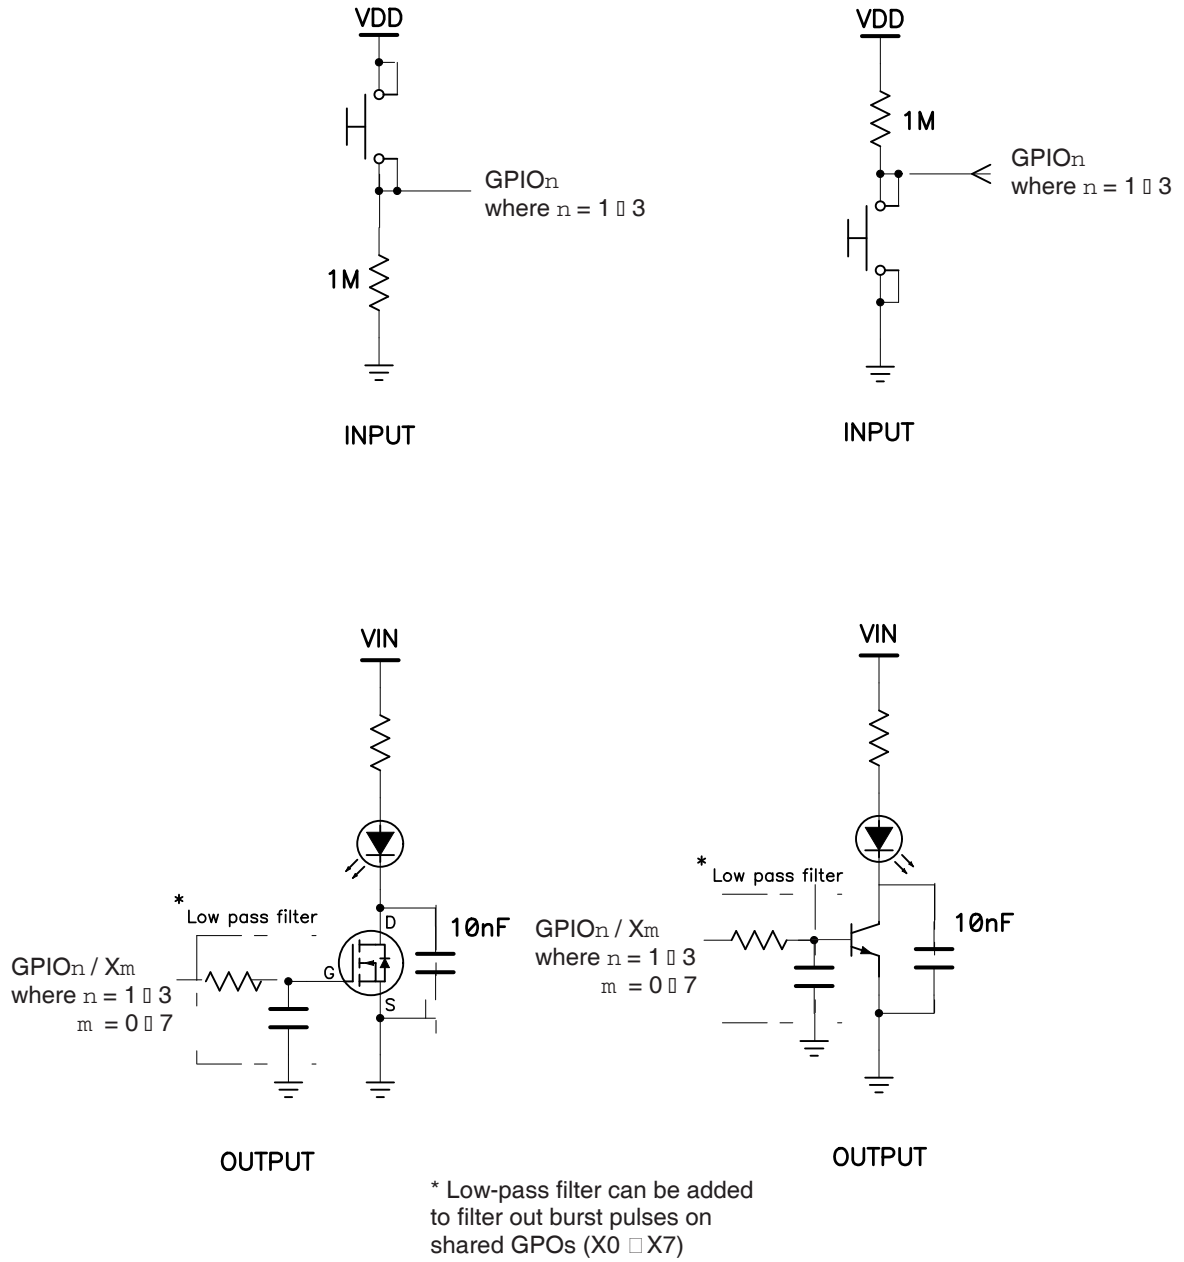 VDD
1M
GPIOn
where n = 1 ▯ 3
INPUT
VDD
1M
GPIOn
where n = 1 ▯ 3
INPUT
VIN
*
Low pass filter
GPIOn / Xm
where n = 1 ▯ 3
m = 0 ▯ 7
G
D
S
10nF
OUTPUT
VIN
*
Low pass filter
GPIOn / Xm
where n = 1 ▯ 3
m = 0 ▯ 7
10nF
OUTPUT
* Low-pass filter can be added
to filter out burst pulses on
shared GPOs (X0 □ X7)